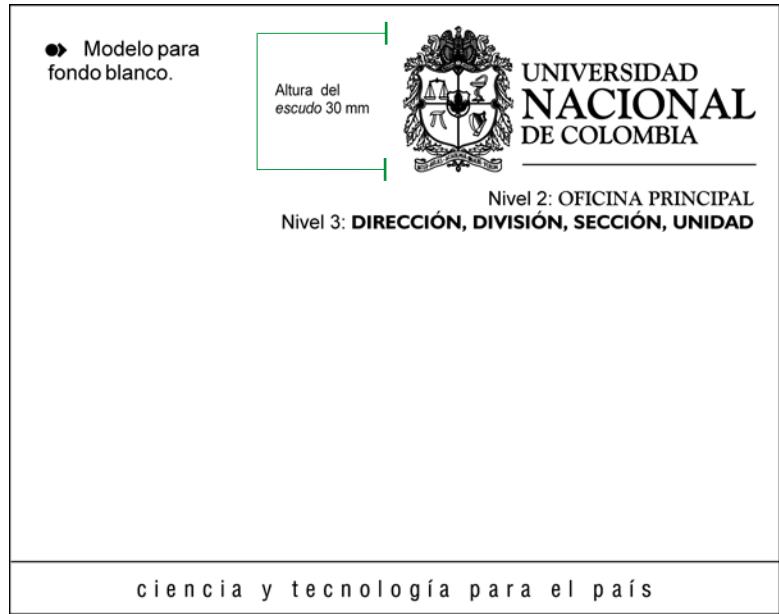 Modelo para
fondo blanco.
Altura del
escudo 30 mm
UNIVERSIDAD
NACIONAL
DE COLOMBIA
Nivel 2: OFICINA PRINCIPAL
Nivel 3: DIRECCIÓN, DIVISIÓN, SECCIÓN, UNIDAD
ciencia y tecnología para el país